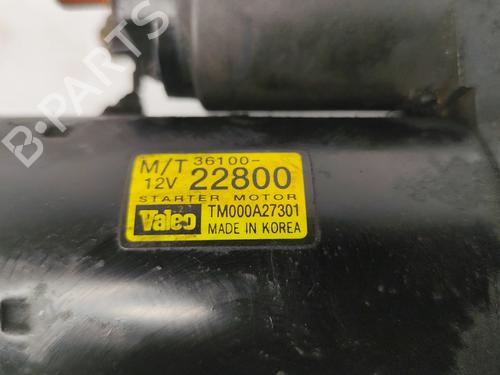 B-PARTS
M/T 36100-
12V 22800
STARTER MOTOR
Valeo TM000A27301
MADE IN KOREA